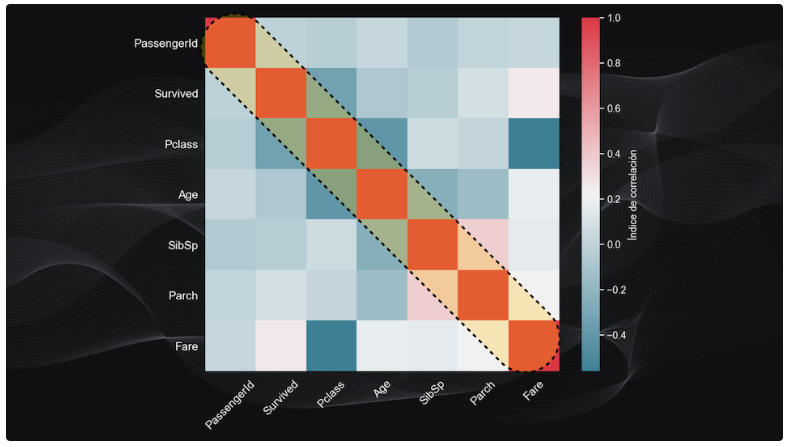 PassengerId
Survived
Pclass
Age
SibSp
Parch
Fare
PassengerId
Survived
Pclass
Age
SibSp
Parch
Fare
1.0
0.8
0.6
0.4
0.2
0.0
−0.2
−0.4
Índice de correlación